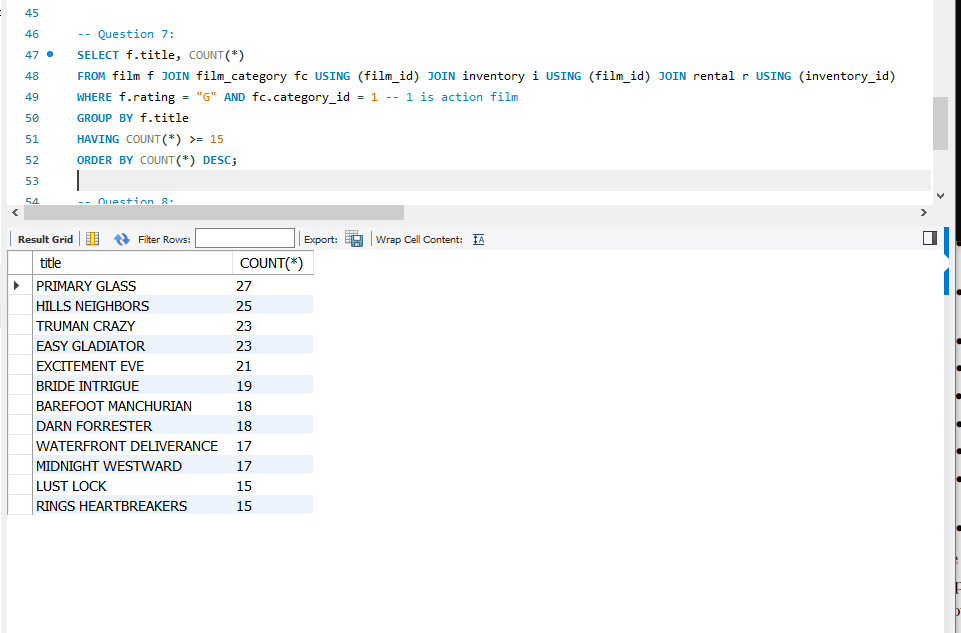 45
46 -- Question 7:
47 SELECT f.title, COUNT(*)
48 FROM film f JOIN film_category fc USING (film_id) JOIN inventory i USING (film_id) JOIN rental r USING (inventory_id)
49 WHERE f.rating = "G" AND fc.category_id = 1 -- 1 is action film
50 GROUP BY f.title
51 HAVING COUNT(*) >= 15
52 ORDER BY COUNT(*) DESC;
53
54 -- Question 8:
Result Grid Filter Rows: Export: Wrap Cell Content: IA
title COUNT(*)
PRIMARY GLASS 27
HILLS NEIGHBORS 25
TRUMAN CRAZY 23
EASY GLADIATOR 23
EXCITEMENT EVE 21
BRIDE INTRIGUE 19
BAREFOOT MANCHURIAN 18
DARN FORRESTER 18
WATERFRONT DELIVERANCE 17
MIDNIGHT WESTWARD 17
LUST LOCK 15
RINGS HEARTBREAKERS 15